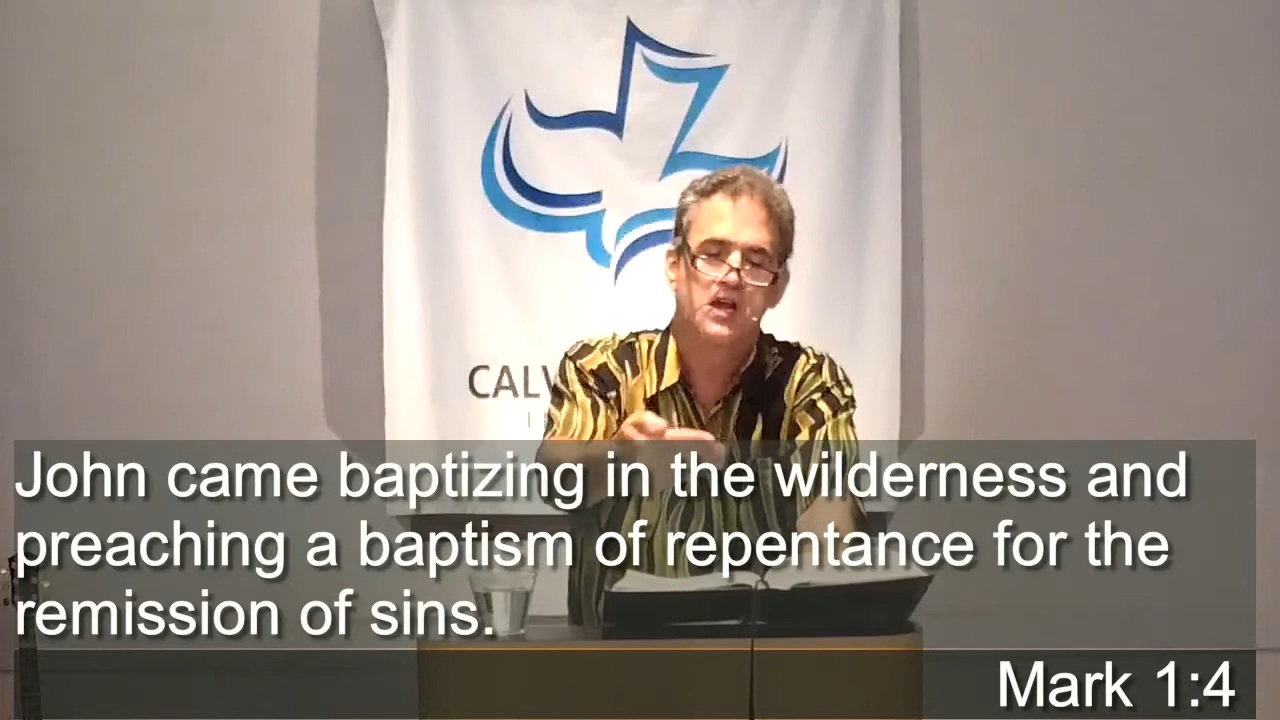 CALV
John came baptizing in the wilderness and
preaching a baptism of repentance for the
remission of sins.
Mark 1:4